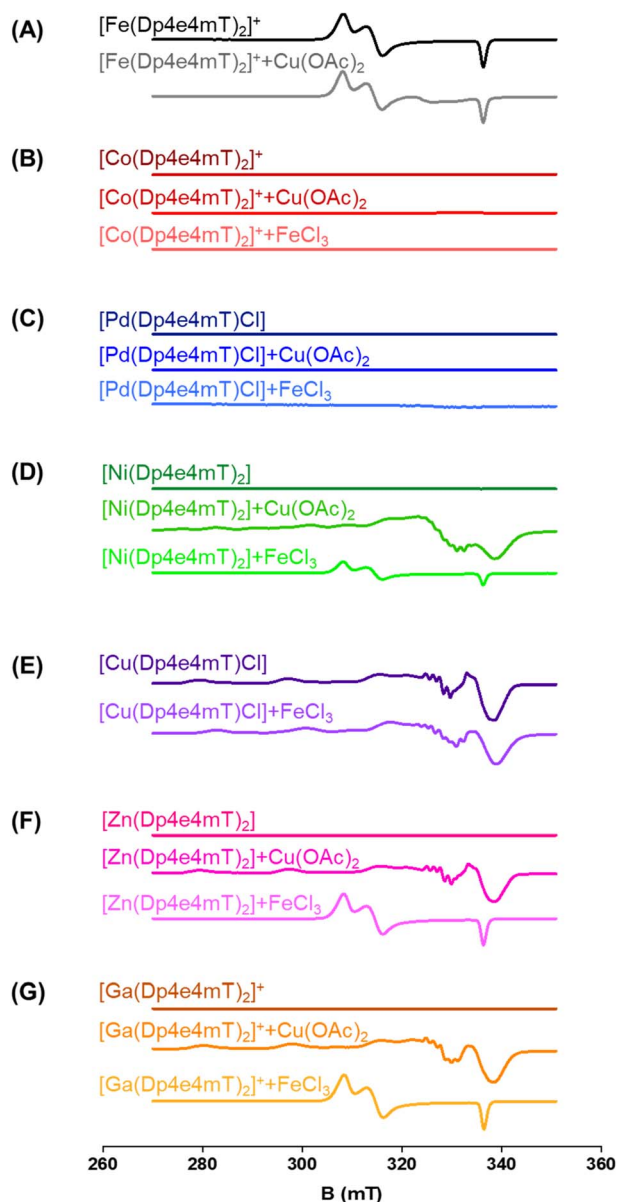 (A)
[Fe(Dp4e4mT)₂]⁺
[Fe(Dp4e4mT)₂]⁺+Cu(OAc)₂
(B)
[Co(Dp4e4mT)₂]⁺
[Co(Dp4e4mT)₂]⁺+Cu(OAc)₂
[Co(Dp4e4mT)₂]⁺+FeCl₃
(C)
[Pd(Dp4e4mT)Cl]
[Pd(Dp4e4mT)Cl]+Cu(OAc)₂
[Pd(Dp4e4mT)Cl]+FeCl₃
(D)
[Ni(Dp4e4mT)₂]
[Ni(Dp4e4mT)₂]+Cu(OAc)₂
[Ni(Dp4e4mT)₂]+FeCl₃
(E)
[Cu(Dp4e4mT)Cl]
[Cu(Dp4e4mT)Cl]+FeCl₃
(F)
[Zn(Dp4e4mT)₂]
[Zn(Dp4e4mT)₂]+Cu(OAc)₂
[Zn(Dp4e4mT)₂]+FeCl₃
(G)
[Ga(Dp4e4mT)₂]⁺
[Ga(Dp4e4mT)₂]⁺+Cu(OAc)₂
[Ga(Dp4e4mT)₂]⁺+FeCl₃
260 300 320 340 360
B (mT)